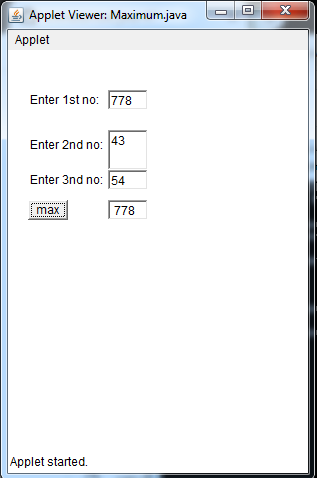 Applet Viewer: Maximum.java
Applet
Enter 1st no: 778
Enter 2nd no: 43
Enter 3nd no: 54
max 778
Applet started.